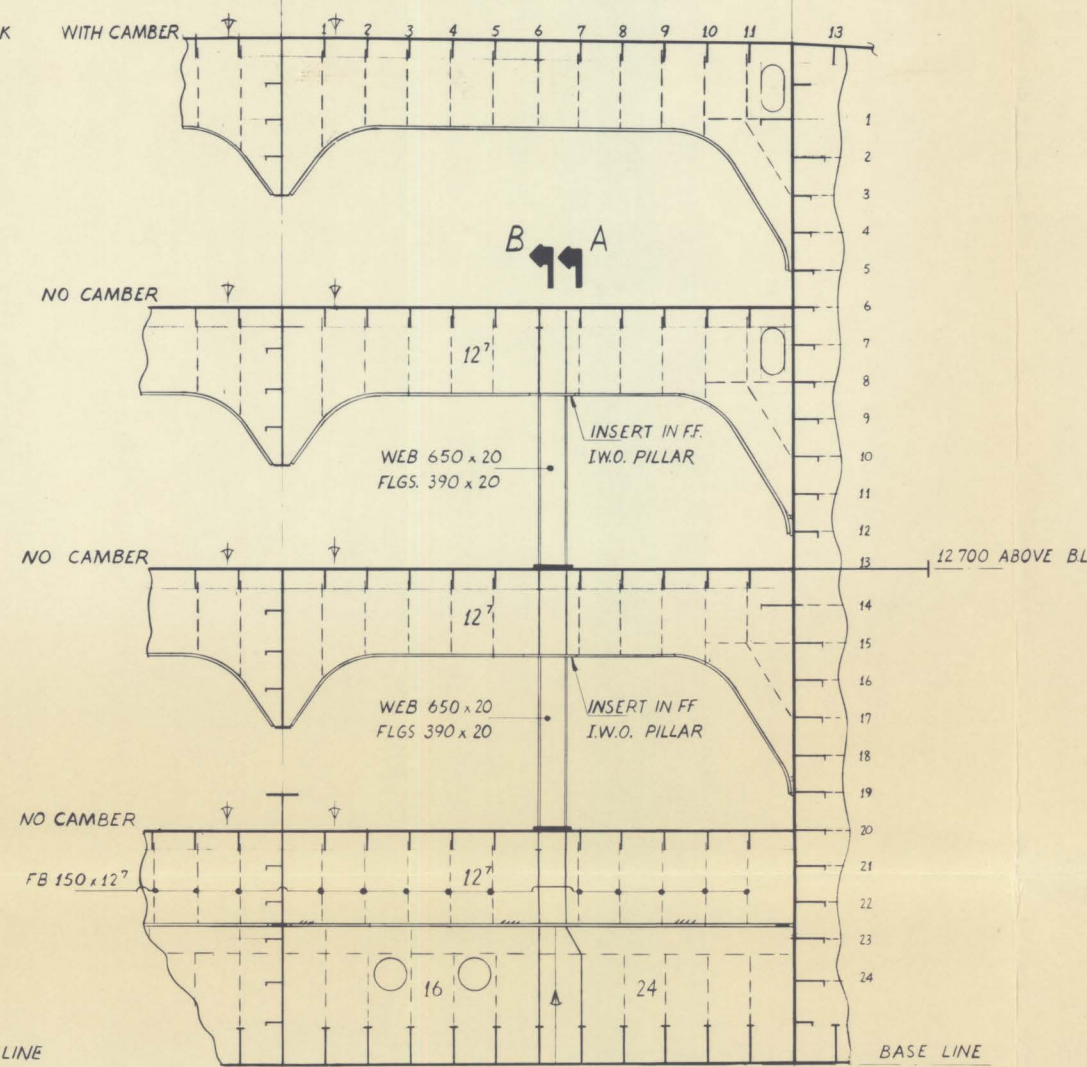 K
WITH CAMBER
1 2 3 4 5 6 7 8 9 10 11 13
1
2
3
4
5
B A
NO CAMBER
6
7
12⁷
8
9
INSERT IN F.F.
I.W.O. PILLAR
WEB 650 x 20
FLGS. 390 x 20
10
11
12
NO CAMBER
13
12700 ABOVE B.L
14
12⁷
15
16
WEB 650 x 20
FLGS 390 x 20
INSERT IN FF
I.W.O. PILLAR
17
18
19
NO CAMBER
20
21
FB 150 x 12⁷
12⁷
22
23
24
16
24
LINE
BASE LINE